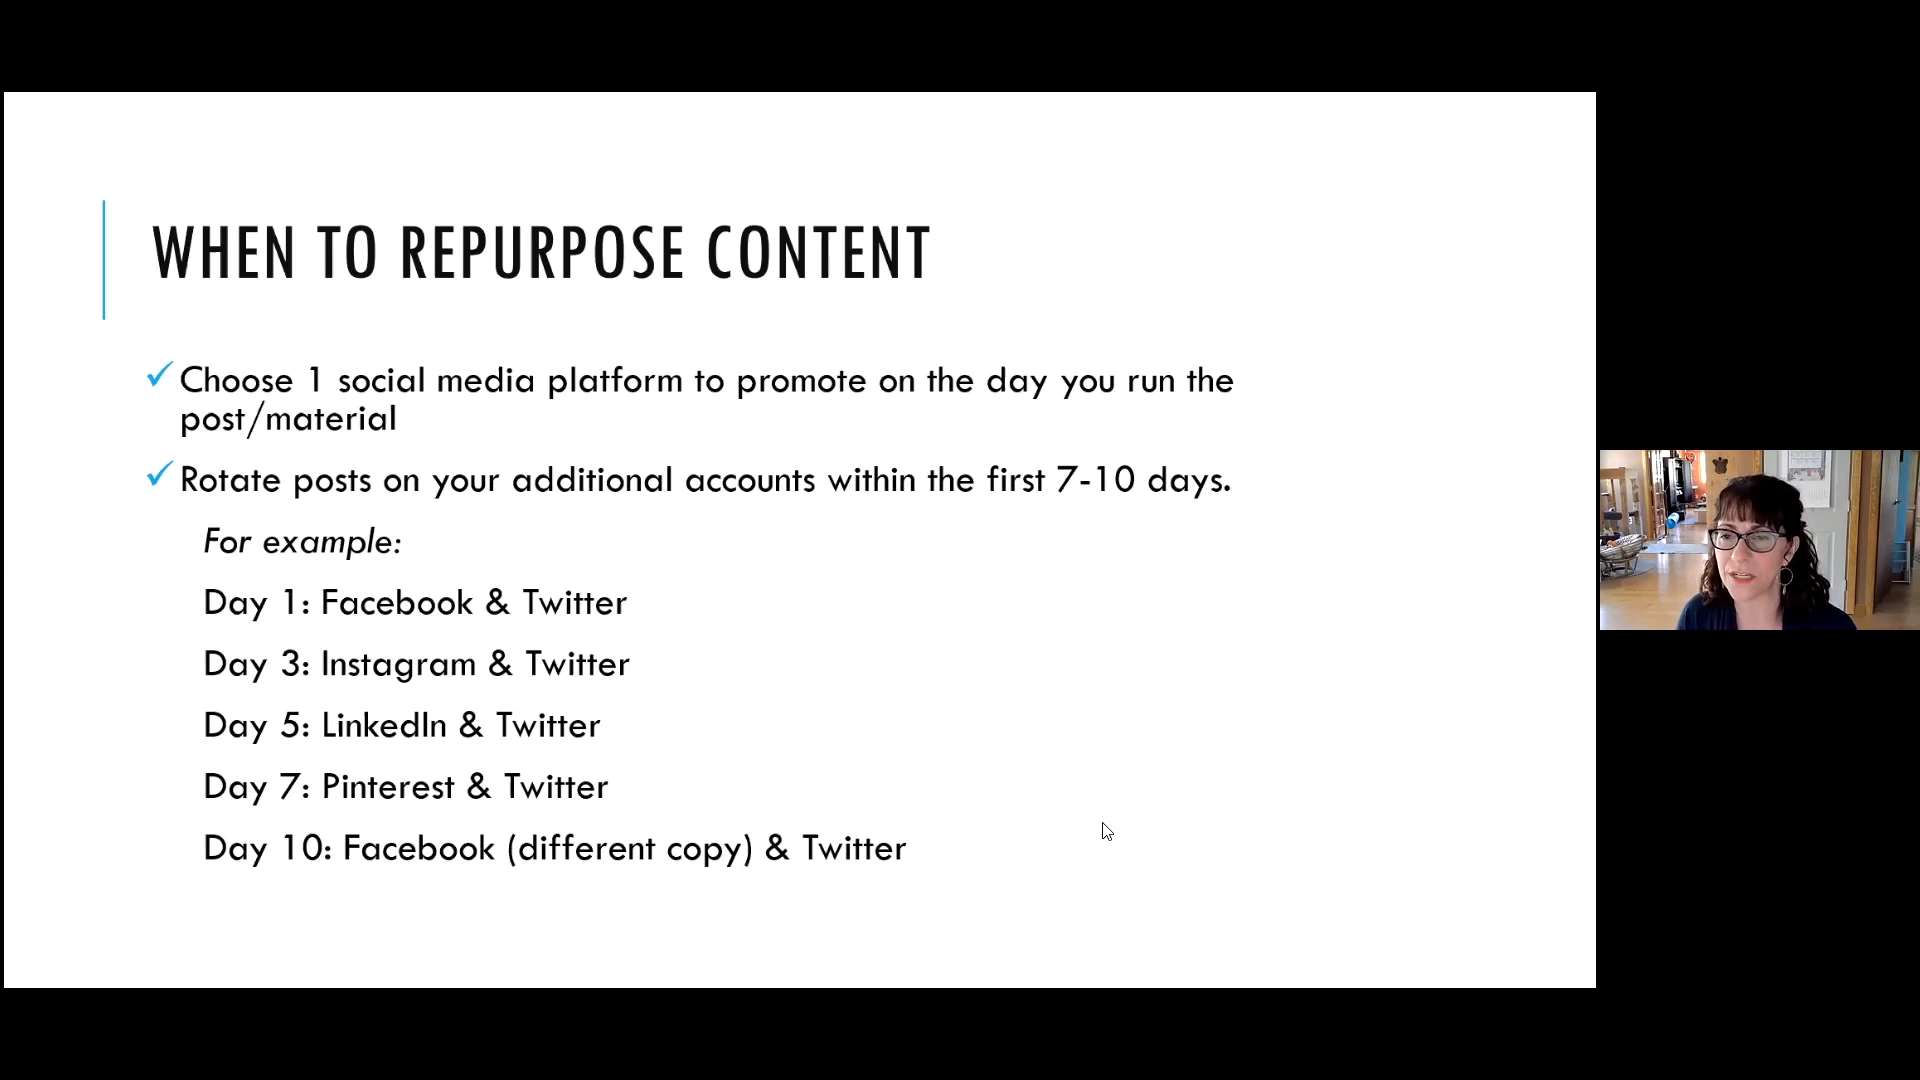 WHEN TO REPURPOSE CONTENT
Choose 1 social media platform to promote on the day you run the
post/material
Rotate posts on your additional accounts within the first 7-10 days.
For example:
Day 1: Facebook & Twitter
Day 3: Instagram & Twitter
Day 5: LinkedIn & Twitter
Day 7: Pinterest & Twitter
Day 10: Facebook (different copy) & Twitter